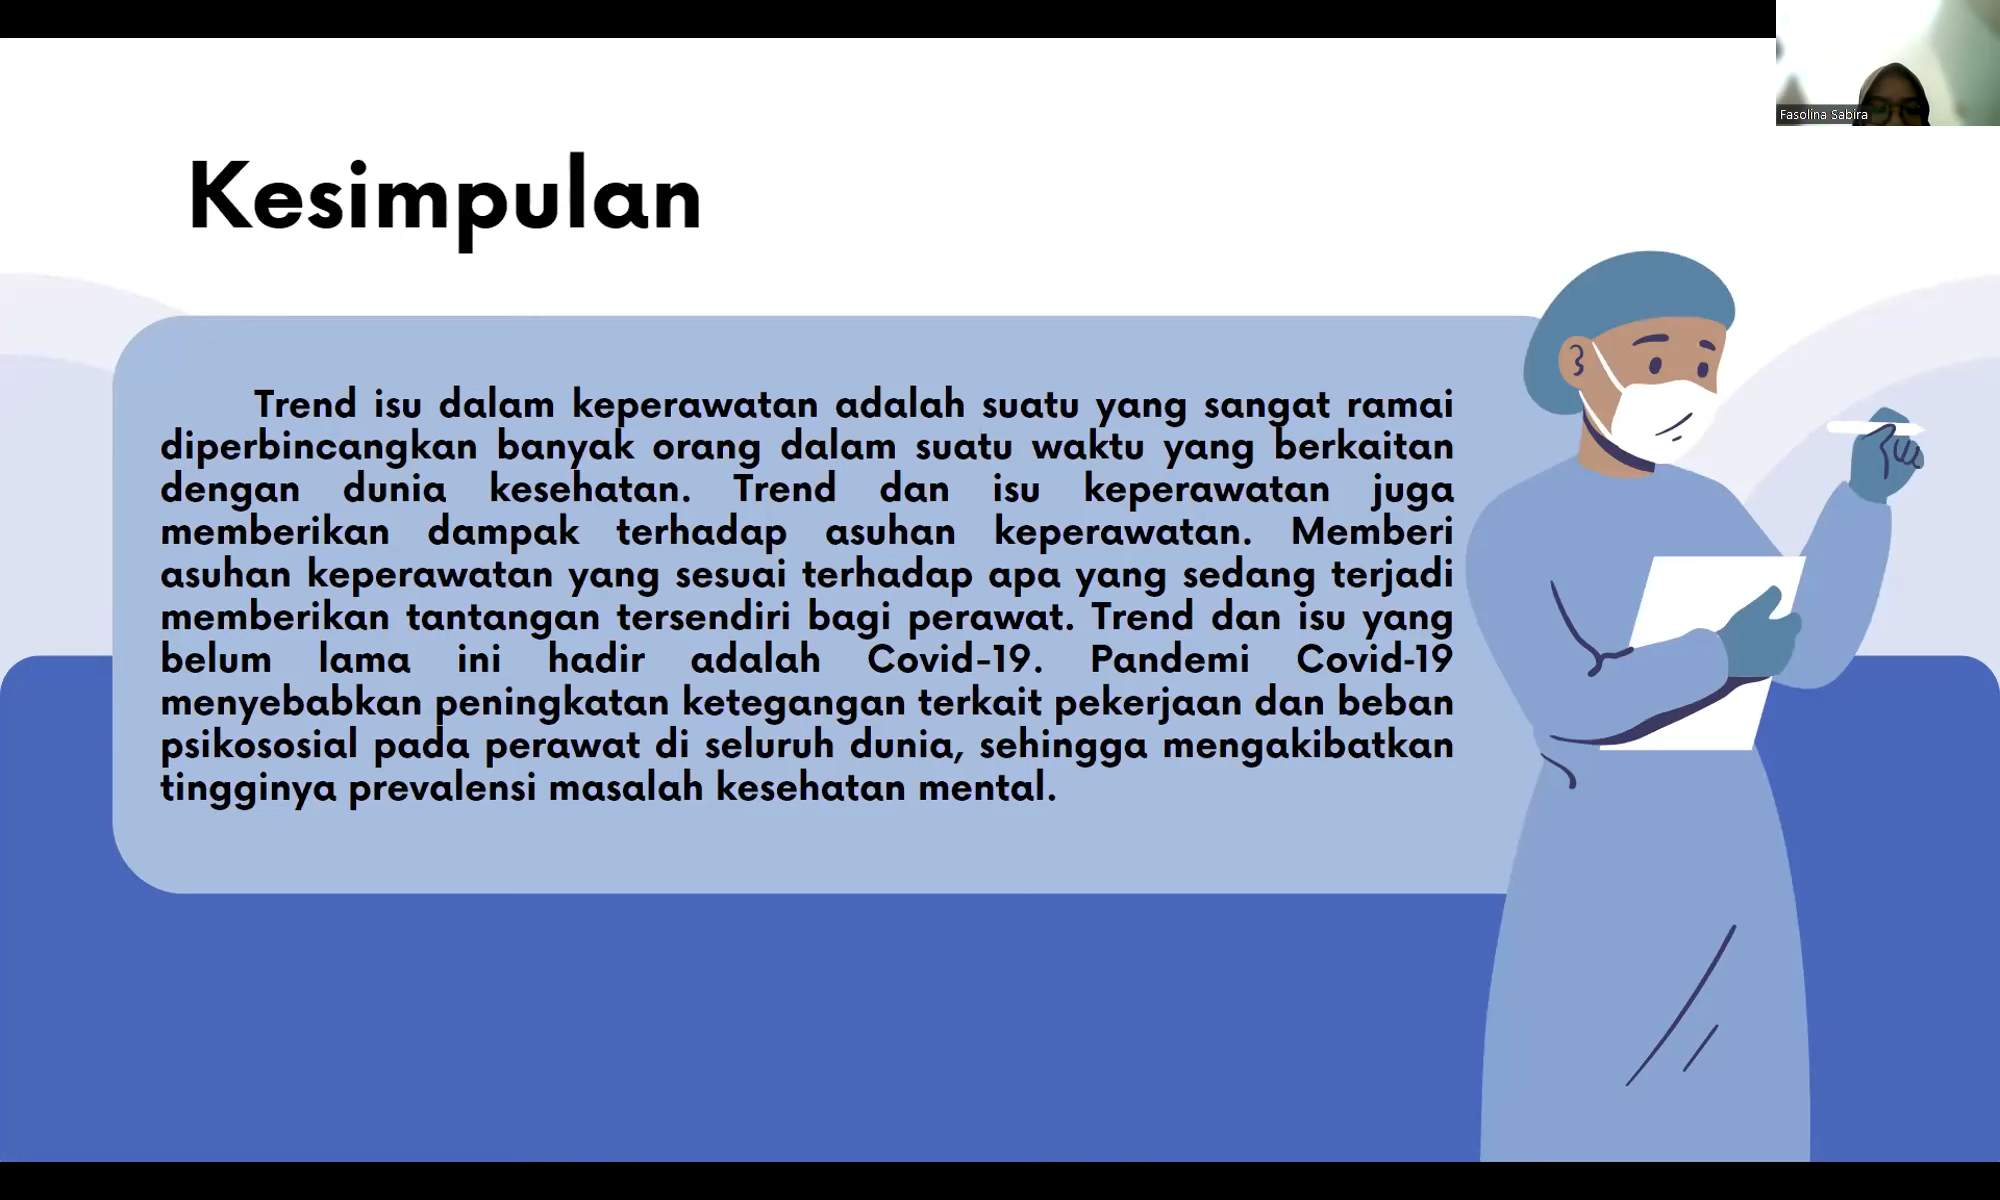 Fasolina Sabira
Kesimpulan
Trend isu dalam keperawatan adalah suatu yang sangat ramai
diperbincangkan banyak orang dalam suatu waktu yang berkaitan
dengan dunia kesehatan. Trend dan isu keperawatan juga
memberikan dampak terhadap asuhan keperawatan. Memberi
asuhan keperawatan yang sesuai terhadap apa yang sedang terjadi
memberikan tantangan tersendiri bagi perawat. Trend dan isu yang
belum lama ini hadir adalah Covid-19. Pandemi Covid-19
menyebabkan peningkatan ketegangan terkait pekerjaan dan beban
psikososial pada perawat di seluruh dunia, sehingga mengakibatkan
tingginya prevalensi masalah kesehatan mental.